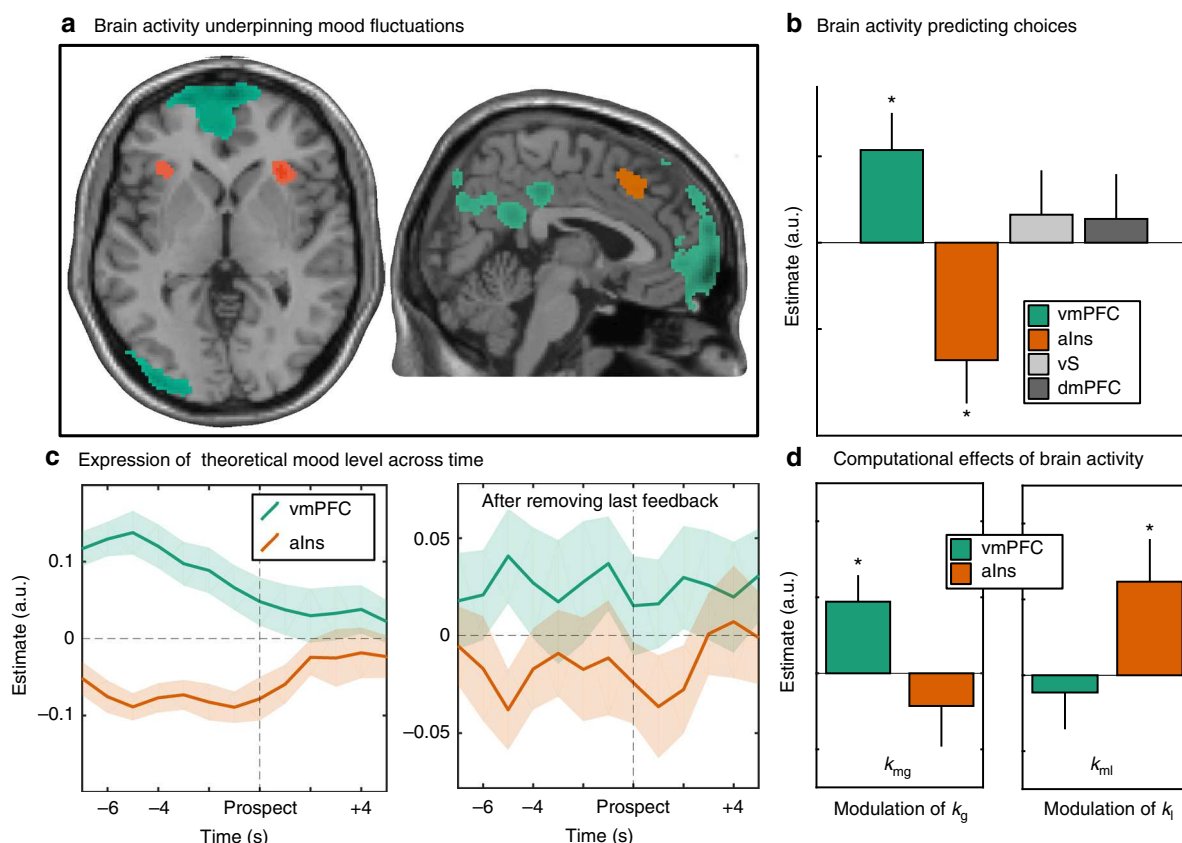 a Brain activity underpinning mood fluctuations
b Brain activity predicting choices
*
*
Estimate (a.u.)
vmPFC
aIns
vS
dmPFC
c Expression of theoretical mood level across time
vmPFC
aIns
After removing last feedback
0.1
0
−0.1
Estimate (a.u.)
−6
−4
Prospect
+4
Time (s)
0.05
0
−0.05
−6
−4
Prospect
+4
Time (s)
d Computational effects of brain activity
*
*
vmPFC
aIns
Estimate (a.u.)
kmg
kml
Modulation of kg
Modulation of kl